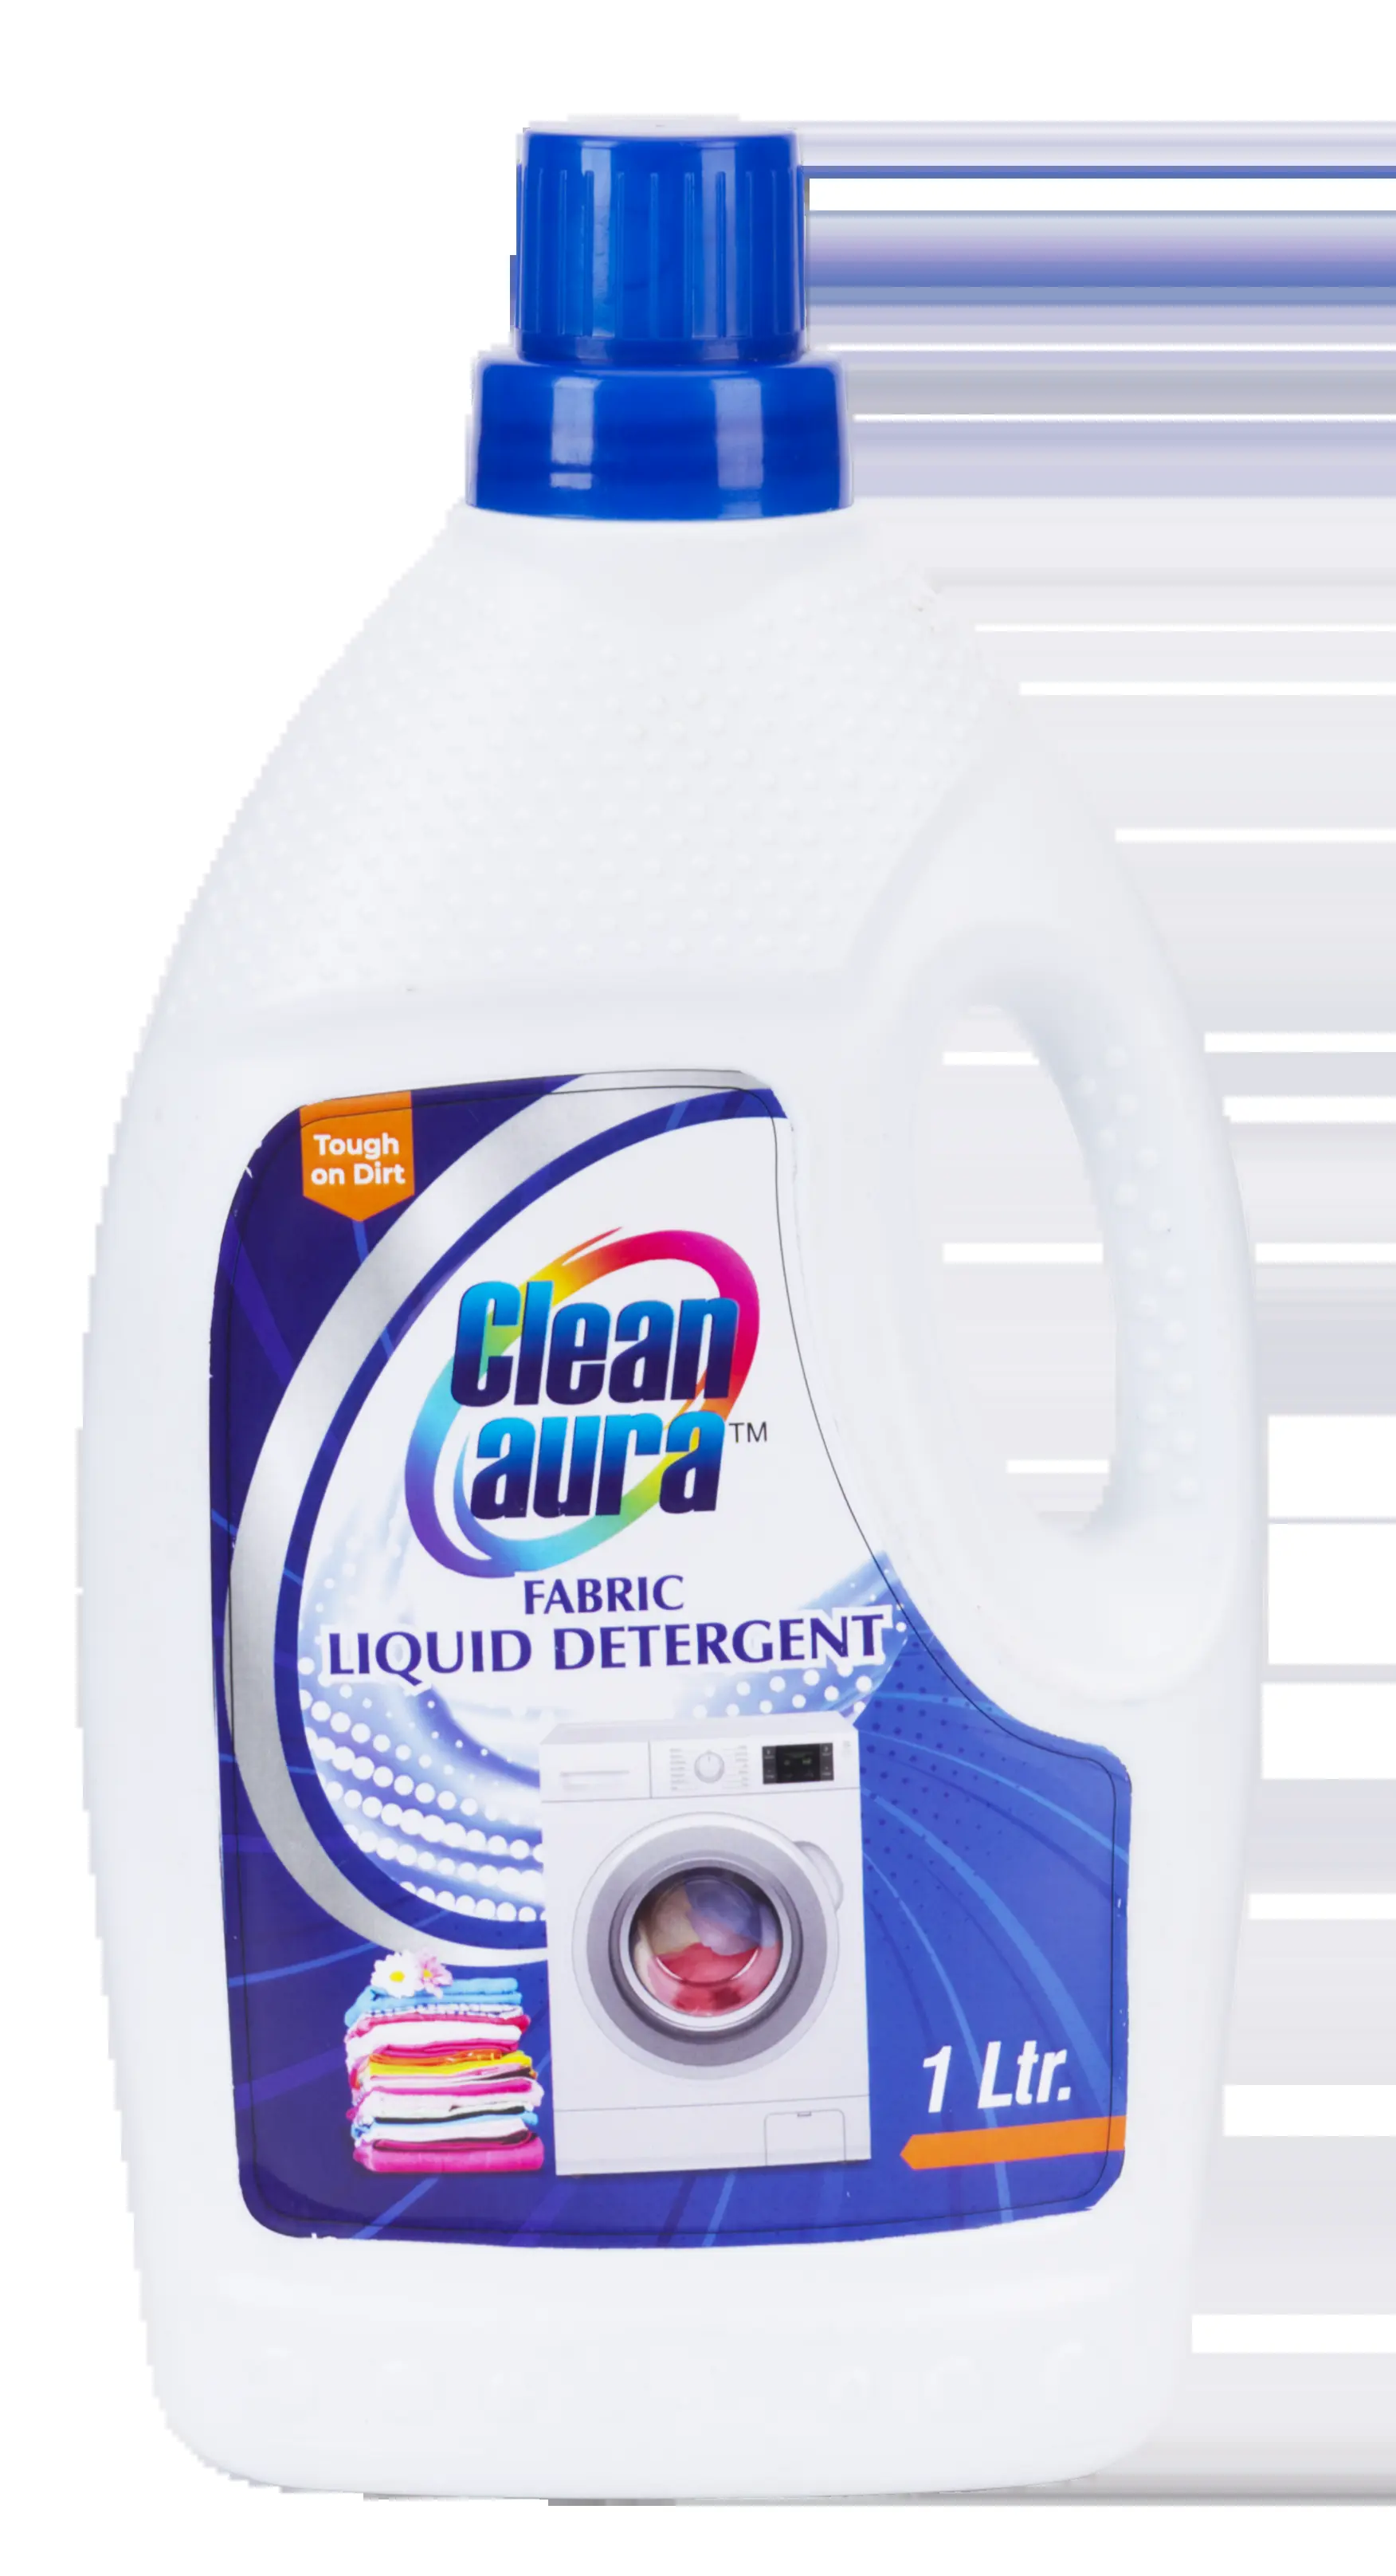 Tough
on Dirt
Clean
aura™
FABRIC
LIQUID DETERGENT
1 Ltr.